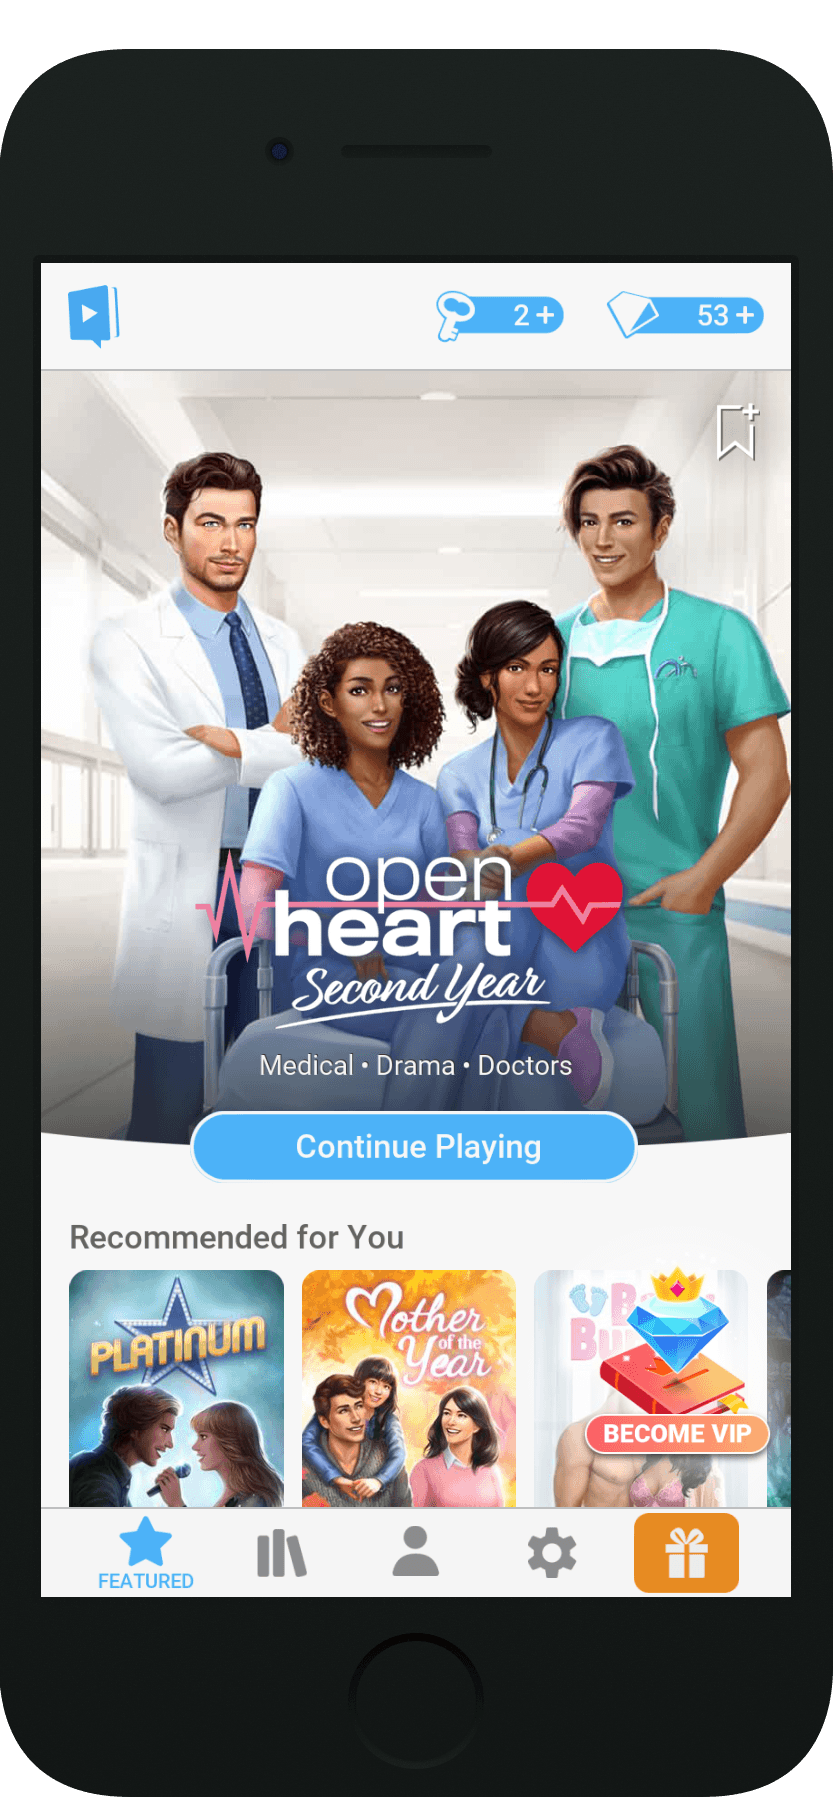 2 +
53 +
open
heart
Second Year
Medical • Drama • Doctors
Continue Playing
Recommended for You
PLATINUM
Mother
of the
Year
BECOME VIP
FEATURED